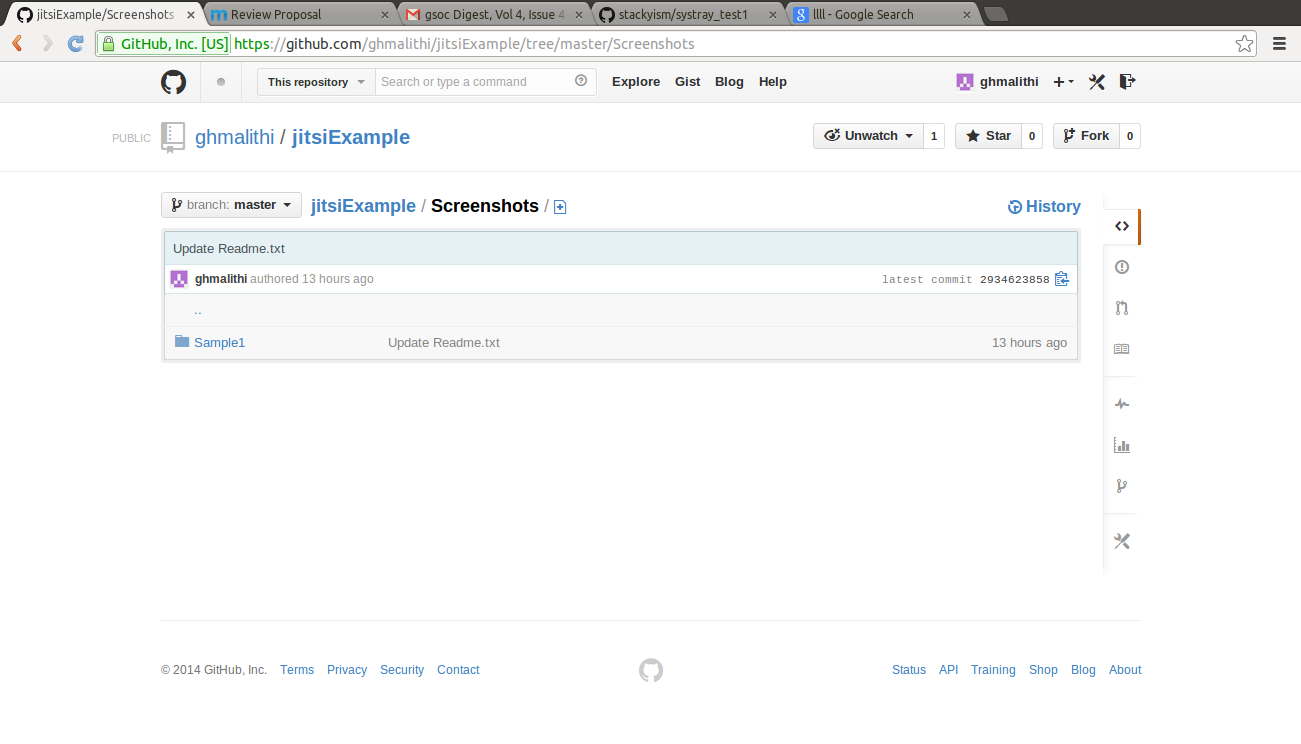 jitsiExample/Screenshots
Review Proposal
gsoc Digest, Vol 4, Issue 4
stackyism/systray_test1
llll - Google Search
GitHub, Inc. [US] https://github.com/ghmalithi/jitsiExample/tree/master/Screenshots
This repository Search or type a command Explore Gist Blog Help ghmalithi
PUBLIC ghmalithi / jitsiExample Unwatch 1 Star 0 Fork 0
branch: master jitsiExample / Screenshots / History
Update Readme.txt
ghmalithi authored 13 hours ago latest commit 2934623858
..
Sample1 Update Readme.txt 13 hours ago
© 2014 GitHub, Inc. Terms Privacy Security Contact Status API Training Shop Blog About